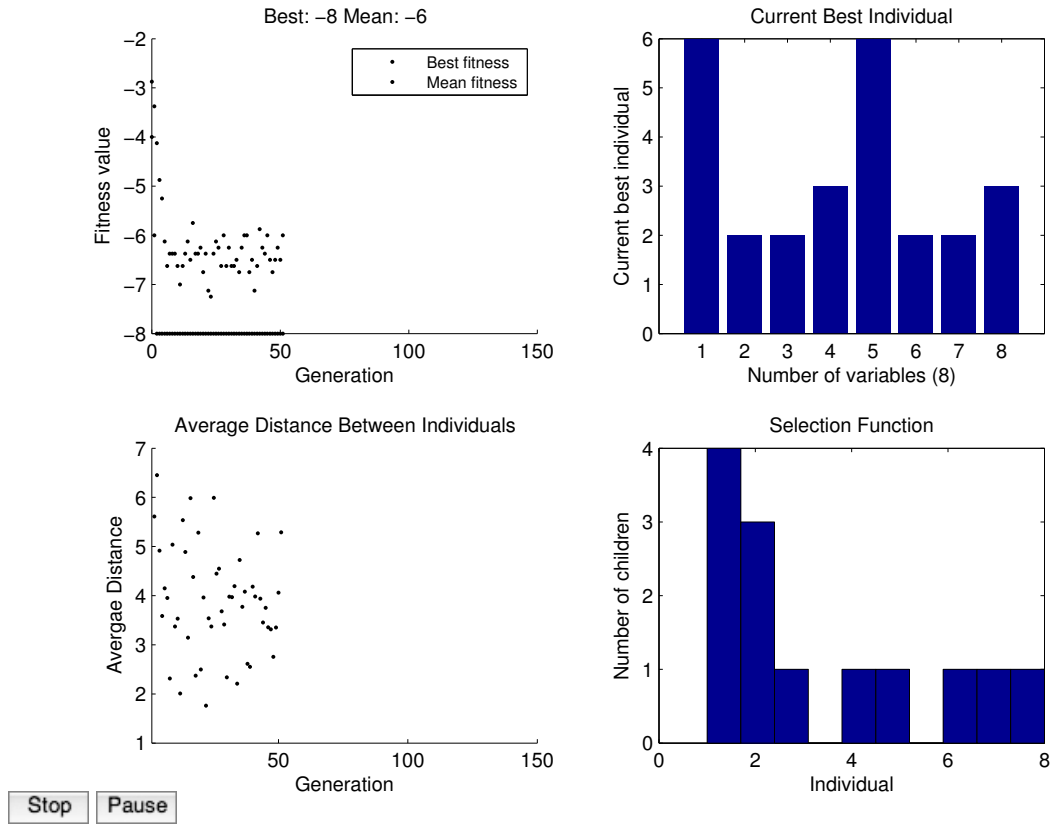 Best: −8 Mean: −6
Best fitness
Mean fitness
Fitness value
−2
−3
−4
−5
−6
−7
−8
0 50 100 150
Generation
Current Best Individual
Current best individual
6
5
4
3
2
1
0
1 2 3 4 5 6 7 8
Number of variables (8)
Average Distance Between Individuals
Avergae Distance
7
6
5
4
3
2
1
50 100 150
Generation
Selection Function
Number of children
4
3
2
1
0
0 2 4 6 8
Individual
Stop Pause